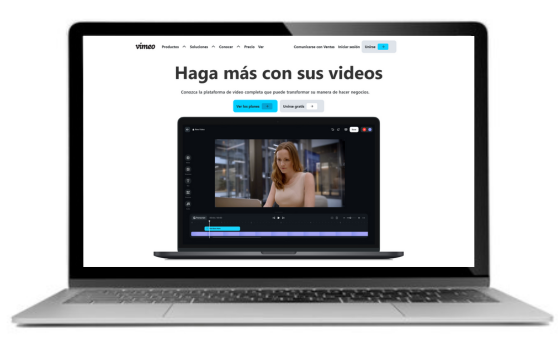 vimeo Productos Soluciones Conocer Precio Ver Comunicarse con Ventas Iniciar sesión Unirse
Haga más con sus videos
Conozca la plataforma de video completa que puede transformar su manera de hacer negocios.
Ver los planes Unirse gratis